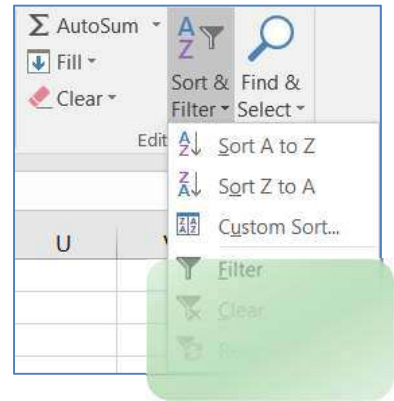 AutoSum
Fill
Clear
Sort &
Filter
Find &
Select
Edit
Sort A to Z
Sort Z to A
Custom Sort...
U
Filter
Clear